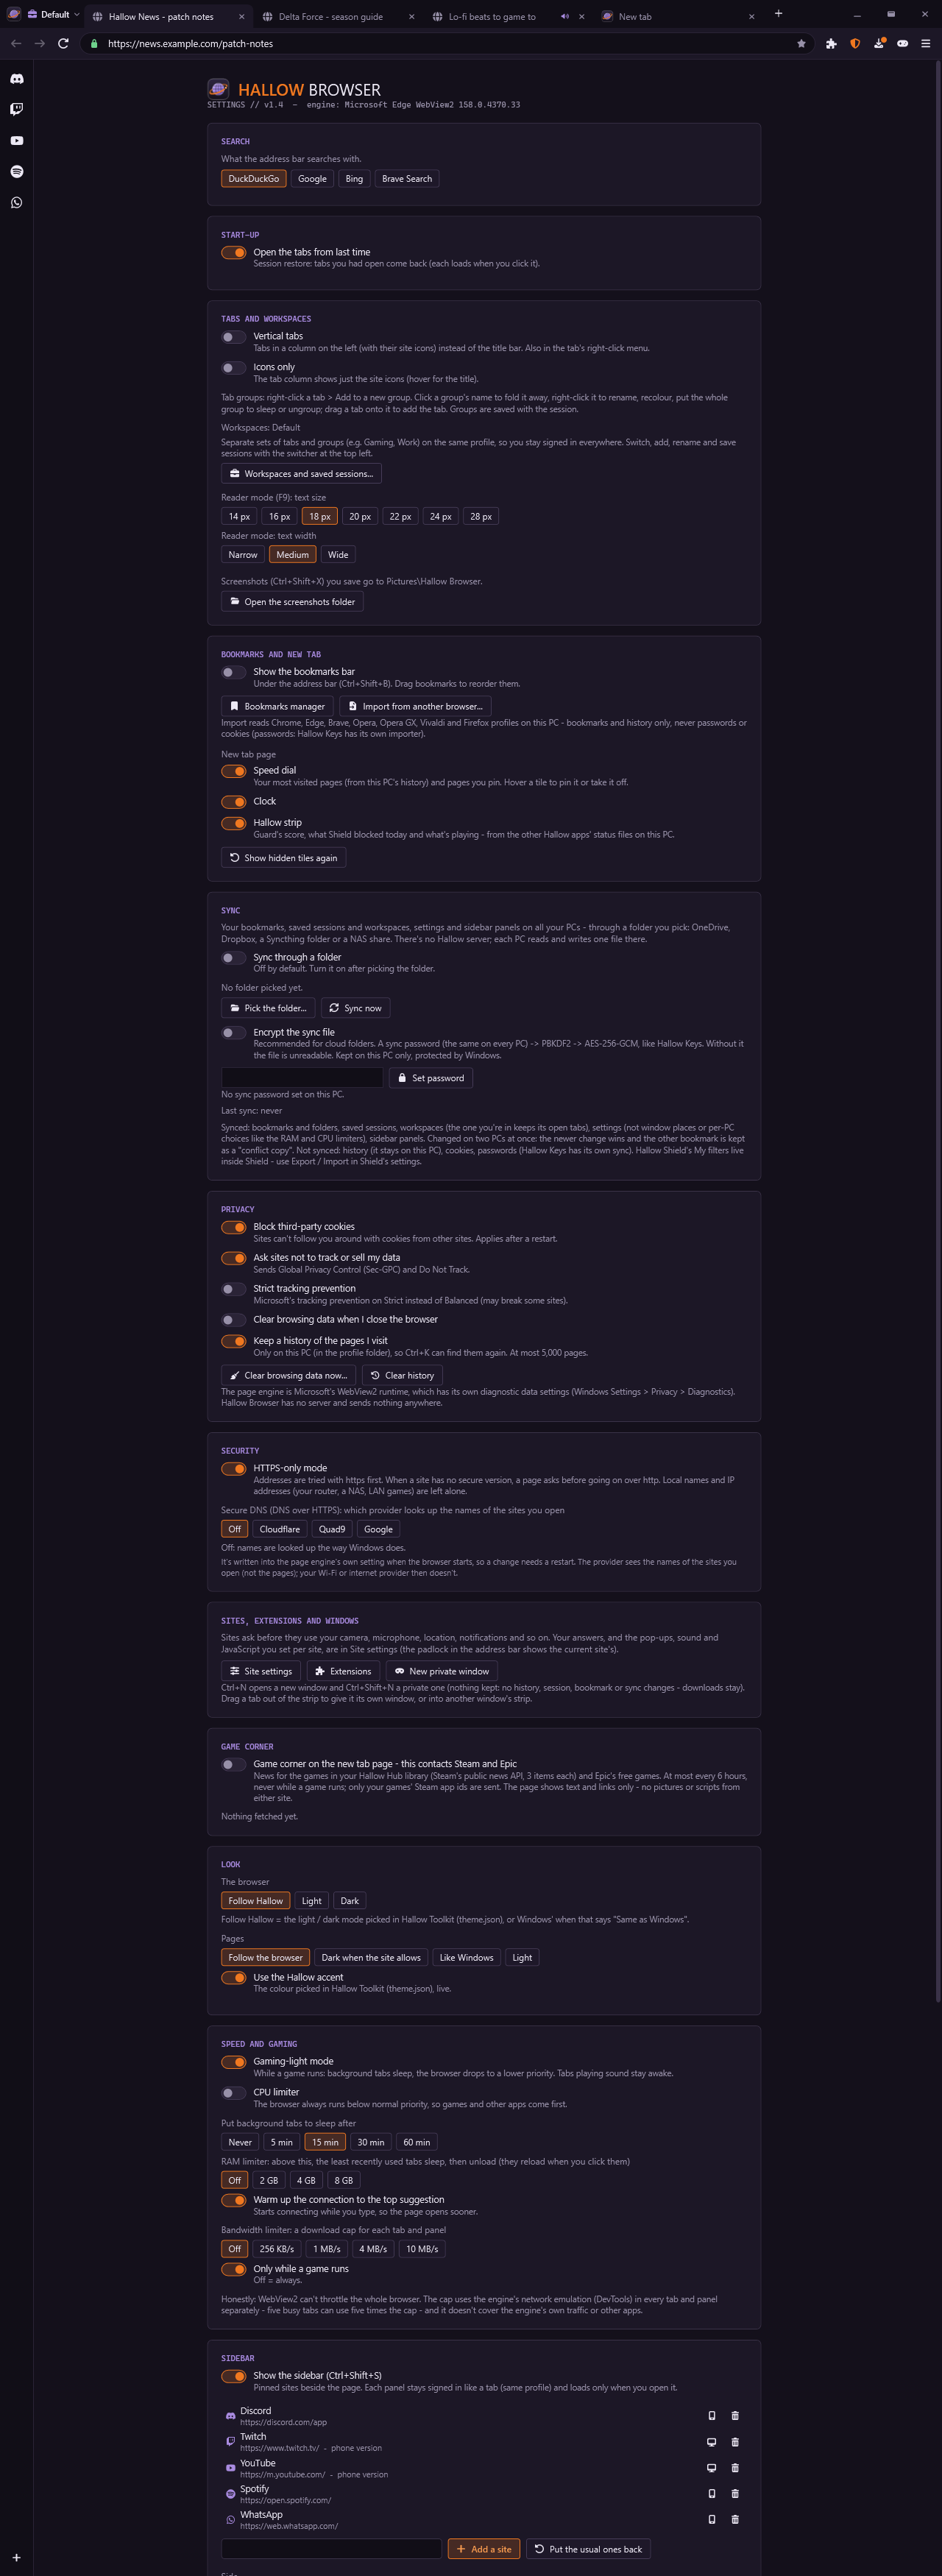 Default
Hallow News - patch notes
Delta Force - season guide
Lo-fi beats to game to
New tab
https://news.example.com/patch-notes
HALLOW BROWSER
SETTINGS // v1.4 - engine: Microsoft Edge WebView2 158.0.4370.33
SEARCH
What the address bar searches with.
DuckDuckGo Google Bing Brave Search
START-UP
Open the tabs from last time
Session restore: tabs you had open come back (each loads when you click it).
TABS AND WORKSPACES
Vertical tabs
Tabs in a column on the left (with their site icons) instead of the title bar. Also in the tab's right-click menu.
Icons only
The tab column shows just the site icons (hover for the title).
Tab groups: right-click a tab > Add to a new group. Click a group's name to fold it away, right-click it to rename, recolour, put the whole
group to sleep or ungroup; drag a tab onto it to add the tab. Groups are saved with the session.
Workspaces: Default
Separate sets of tabs and groups (e.g. Gaming, Work) on the same profile, so you stay signed in everywhere. Switch, add, rename and save
sessions with the switcher at the top left.
Workspaces and saved sessions...
Reader mode (F9): text size
14 px 16 px 18 px 20 px 22 px 24 px 28 px
Reader mode: text width
Narrow Medium Wide
Screenshots (Ctrl+Shift+X) you save go to Pictures\Hallow Browser.
Open the screenshots folder
BOOKMARKS AND NEW TAB
Show the bookmarks bar
Under the address bar (Ctrl+Shift+B). Drag bookmarks to reorder them.
Bookmarks manager Import from another browser...
Import reads Chrome, Edge, Brave, Opera, Opera GX, Vivaldi and Firefox profiles on this PC - bookmarks and history only, never passwords or
cookies (passwords: Hallow Keys has its own importer).
New tab page
Speed dial
Your most visited pages (from this PC's history) and pages you pin. Hover a tile to pin it or take it off.
Clock
Hallow strip
Guard's score, what Shield blocked today and what's playing - from the other Hallow apps' status files on this PC.
Show hidden tiles again
SYNC
Your bookmarks, saved sessions and workspaces, settings and sidebar panels on all your PCs - through a folder you pick: OneDrive,
Dropbox, a Syncthing folder or a NAS share. There's no Hallow server; each PC reads and writes one file there.
Sync through a folder
Off by default. Turn it on after picking the folder.
No folder picked yet.
Pick the folder... Sync now
Encrypt the sync file
Recommended for cloud folders. A sync password (the same on every PC) -> PBKDF2 -> AES-256-GCM, like Hallow Keys. Without it
the file is unreadable. Kept on this PC only, protected by Windows.
Set password
No sync password set on this PC.
Last sync: never
Synced: bookmarks and folders, saved sessions, workspaces (the one you're in keeps its open tabs), settings (not window places or per-PC
choices like the RAM and CPU limiters), sidebar panels. Changed on two PCs at once: the newer change wins and the other bookmark is kept
as a "conflict copy". Not synced: history (it stays on this PC), cookies, passwords (Hallow Keys has its own sync). Hallow Shield's My filters live
inside Shield - use Export / Import in Shield's settings.
PRIVACY
Block third-party cookies
Sites can't follow you around with cookies from other sites. Applies after a restart.
Ask sites not to track or sell my data
Sends Global Privacy Control (Sec-GPC) and Do Not Track.
Strict tracking prevention
Microsoft's tracking prevention on Strict instead of Balanced (may break some sites).
Clear browsing data when I close the browser
Keep a history of the pages I visit
Only on this PC (in the profile folder), so Ctrl+K can find them again. At most 5,000 pages.
Clear browsing data now... Clear history
The page engine is Microsoft's WebView2 runtime, which has its own diagnostic data settings (Windows Settings > Privacy > Diagnostics).
Hallow Browser has no server and sends nothing anywhere.
SECURITY
HTTPS-only mode
Addresses are tried with https first. When a site has no secure version, a page asks before going on over http. Local names and IP
addresses (your router, a NAS, LAN games) are left alone.
Secure DNS (DNS over HTTPS): which provider looks up the names of the sites you open
Off Cloudflare Quad9 Google
Off: names are looked up the way Windows does.
It's written into the page engine's own setting when the browser starts, so a change needs a restart. The provider sees the names of the sites you
open (not the pages); your Wi-Fi or internet provider then doesn't.
SITES, EXTENSIONS AND WINDOWS
Sites ask before they use your camera, microphone, location, notifications and so on. Your answers, and the pop-ups, sound and
JavaScript you set per site, are in Site settings (the padlock in the address bar shows the current site's).
Site settings Extensions New private window
Ctrl+N opens a new window and Ctrl+Shift+N a private one (nothing kept: no history, session, bookmark or sync changes - downloads stay).
Drag a tab out of the strip to give it its own window, or into another window's strip.
GAME CORNER
Game corner on the new tab page - this contacts Steam and Epic
News for the games in your Hallow Hub library (Steam's public news API, 3 items each) and Epic's free games. At most every 6 hours,
never while a game runs; only your games' Steam app ids are sent. The page shows text and links only - no pictures or scripts from
either site.
Nothing fetched yet.
LOOK
The browser
Follow Hallow Light Dark
Follow Hallow = the light / dark mode picked in Hallow Toolkit (theme.json), or Windows' when that says "Same as Windows".
Pages
Follow the browser Dark when the site allows Like Windows Light
Use the Hallow accent
The colour picked in Hallow Toolkit (theme.json), live.
SPEED AND GAMING
Gaming-light mode
While a game runs: background tabs sleep, the browser drops to a lower priority. Tabs playing sound stay awake.
CPU limiter
The browser always runs below normal priority, so games and other apps come first.
Put background tabs to sleep after
Never 5 min 15 min 30 min 60 min
RAM limiter: above this, the least recently used tabs sleep, then unload (they reload when you click them)
Off 2 GB 4 GB 8 GB
Warm up the connection to the top suggestion
Starts connecting while you type, so the page opens sooner.
Bandwidth limiter: a download cap for each tab and panel
Off 256 KB/s 1 MB/s 4 MB/s 10 MB/s
Only while a game runs
Off = always.
Honestly: WebView2 can't throttle the whole browser. The cap uses the engine's network emulation (DevTools) in every tab and panel
separately - five busy tabs can use five times the cap - and it doesn't cover the engine's own traffic or other apps.
SIDEBAR
Show the sidebar (Ctrl+Shift+S)
Pinned sites beside the page. Each panel stays signed in like a tab (same profile) and loads only when you open it.
Discord
https://discord.com/app
Twitch
https://www.twitch.tv/ - phone version
YouTube
https://m.youtube.com/ - phone version
Spotify
https://open.spotify.com/
WhatsApp
https://web.whatsapp.com/
Add a site Put the usual ones back